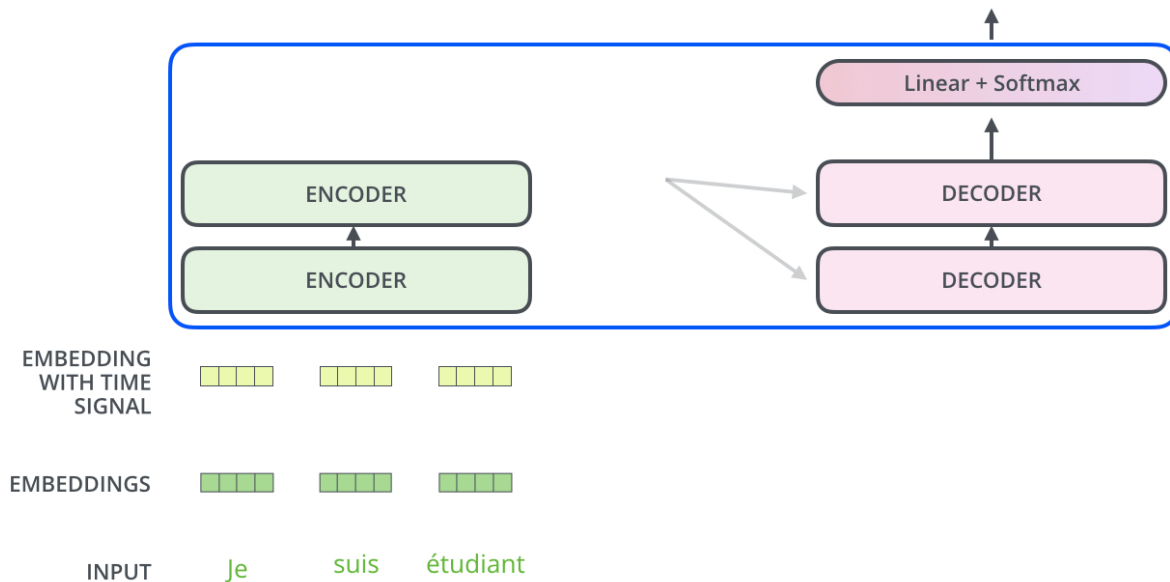 Linear + Softmax
ENCODER
DECODER
ENCODER
DECODER
EMBEDDING
WITH TIME
SIGNAL
EMBEDDINGS
INPUT Je suis étudiant